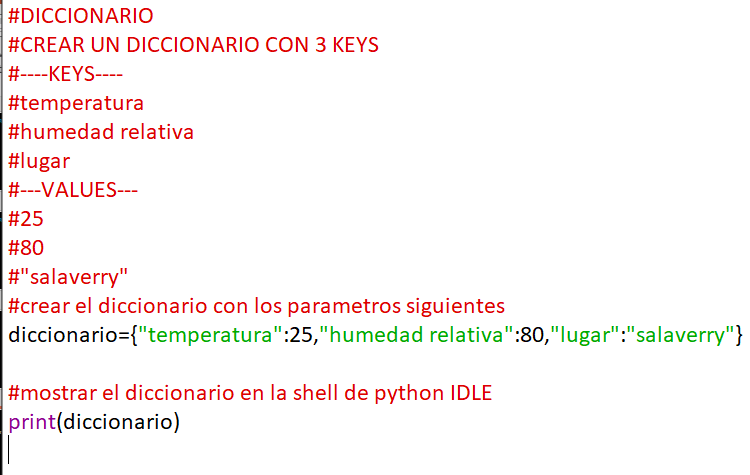 #DICCIONARIO
#CREAR UN DICCIONARIO CON 3 KEYS
#----KEYS----
#temperatura
#humedad relativa
#lugar
#---VALUES---
#25
#80
#"salaverry"
#crear el diccionario con los parametros siguientes
diccionario={"temperatura":25,"humedad relativa":80,"lugar":"salaverry"}
#mostrar el diccionario en la shell de python IDLE
print(diccionario)